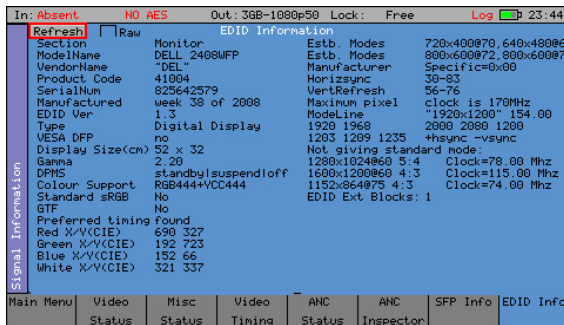 In: Absent NO AES Out: 3GB-1080p50 Lock: Free Log 23:44
Refresh Raw EDID Information
Section Monitor Estb. Modes 720x400@70,640x480@6
ModelName DELL 2408WFP Estb. Modes 800x600@72,800x600@7
VendorName "DEL" Manufacturer Specific=0x00
Product Code 41004 Horizsync 30-83
SerialNum 825642579 VertRefresh 56-76
Manufactured week 38 of 2008 Maximum pixel clock is 170MHz
EDID Ver 1.3 ModeLine "1920x1200" 154.00
Type Digital Display 1920 1968 2000 2080 1200
VESA DFP no 1203 1209 1235 +hsync -vsync
Display Size(cm) 52 x 32 Not giving standard mode:
Gamma 2.20 1280x1024@60 5:4 Clock=78.00 Mhz
DPMS standby|suspend|off 1600x1200@60 4:3 Clock=115.00 Mhz
Colour Support RGB444+YCC444 1152x864@75 4:3 Clock=74.00 Mhz
Standard sRGB No EDID Ext Blocks: 1
GTF No
Preferred timing found
Red X/Y(CIE) 690 327
Green X/Y(CIE) 192 723
Blue X/Y(CIE) 152 66
White X/Y(CIE) 321 337
Signal Information
Main Menu Video Status Misc Status Video Timing ANC Status ANC Inspector SFP Info EDID Info